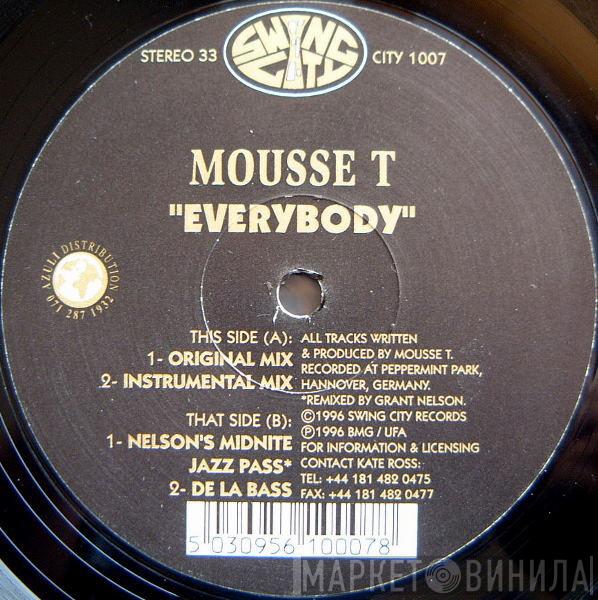 STEREO 33
SWING CITY
CITY 1007
MOUSSE T
"EVERYBODY"
AZULI DISTRIBUTION
071 287 1932
THIS SIDE (A):
1- ORIGINAL MIX
2- INSTRUMENTAL MIX
THAT SIDE (B):
1- NELSON'S MIDNITE
JAZZ PASS*
2- DE LA BASS
ALL TRACKS WRITTEN
& PRODUCED BY MOUSSE T.
RECORDED AT PEPPERMINT PARK,
HANNOVER, GERMANY.
*REMIXED BY GRANT NELSON.
©1996 SWING CITY RECORDS
℗1996 BMG / UFA
FOR INFORMATION & LICENSING
CONTACT KATE ROSS:
TEL: +44 181 482 0475
FAX: +44 181 482 0477
5 030956 100078
МАРКЕТ ВИНИЛА